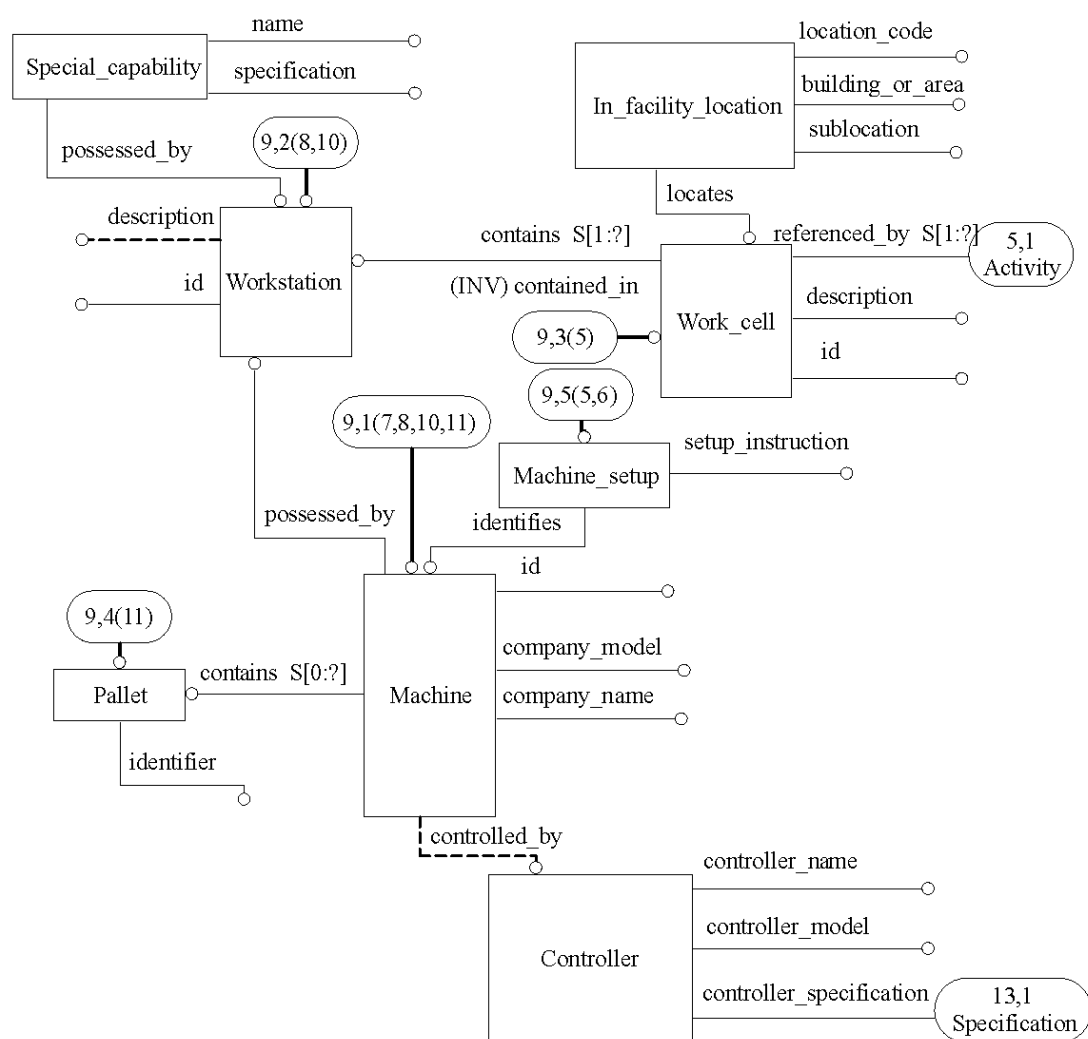 name
Special_capability
specification
location_code
In_facility_location
building_or_area
sublocation
possessed_by
9,2(8,10)
locates
description
id
Workstation
contains S[1:?]
(INV) contained_in
referenced_by S[1:?]
5,1
Activity
Work_cell
description
id
9,3(5)
9,5(5,6)
9,1(7,8,10,11)
Machine_setup
setup_instruction
possessed_by
identifies
id
9,4(11)
Pallet
contains S[0:?]
Machine
company_model
company_name
identifier
controlled_by
Controller
controller_name
controller_model
controller_specification
13,1
Specification